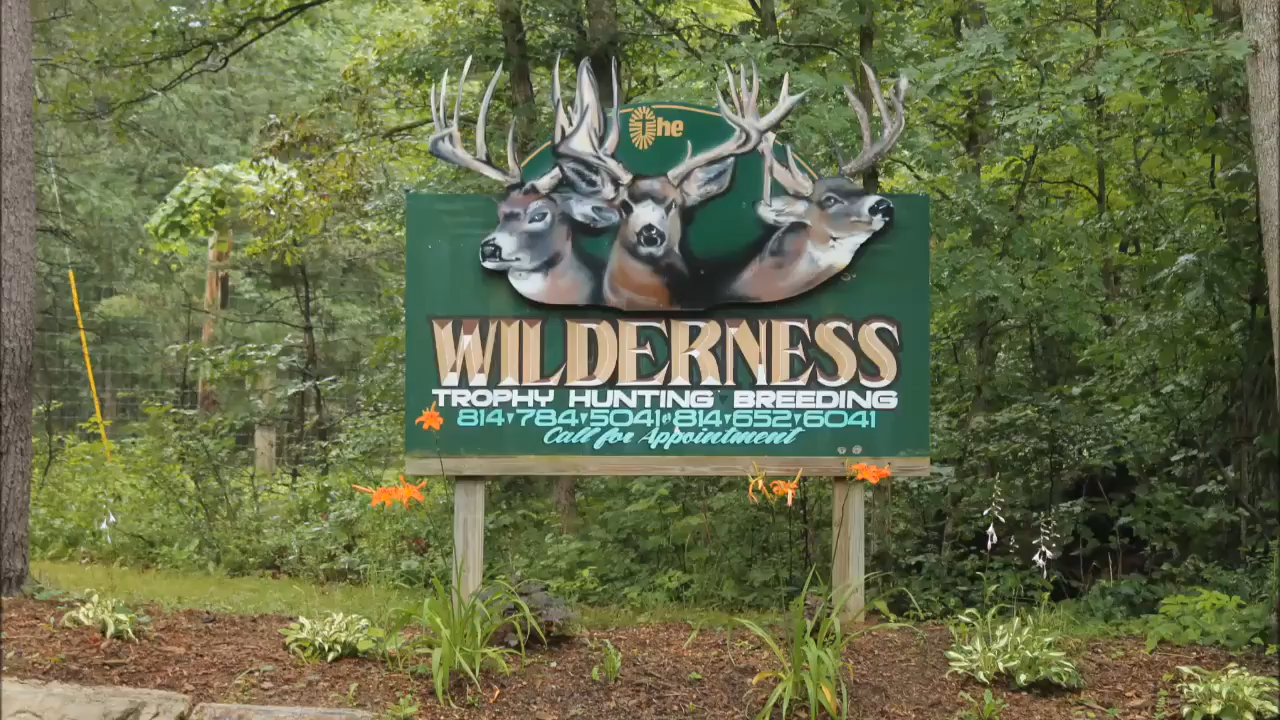 the
WILDERNESS
TROPHY HUNTING BREEDING
814▾784▾5041•814▾652▾6041
Call for Appointment